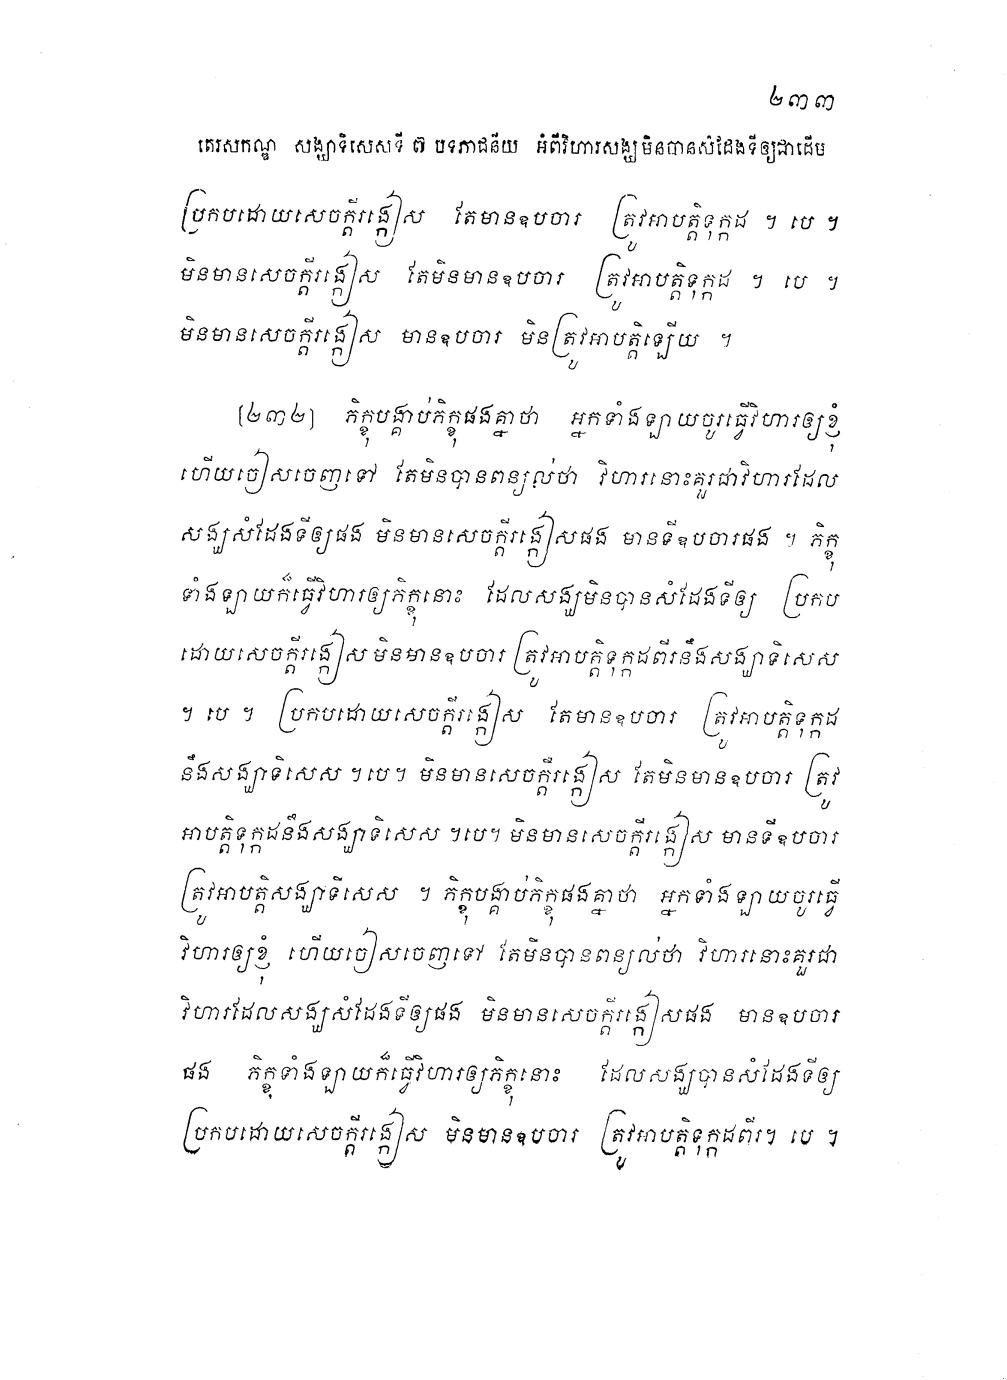 ២៣៣
តេរសកណ្ឌ សង្ឃាទិសេសទី ៧ បទភាជនីយ អំពីវិហារសង្ឃមិនបានសំដែងទីឲ្យជាដើម
ប្រកបដោយសេចក្តីរង្កៀស តែមានឧបចារ ត្រូវអាបត្តិទុក្កដ ។ បេ ។
មិនមានសេចក្តីរង្កៀស តែមិនមានឧបចារ ត្រូវអាបត្តិទុក្កដ ។ បេ ។
មិនមានសេចក្តីរង្កៀស មានឧបចារ មិនត្រូវអាបត្តិឡើយ ។
[២៣២] ភិក្ខុបង្គាប់ភិក្ខុផងគ្នាថា អ្នកទាំងឡាយចូរធ្វើវិហារឲ្យខ្ញុំ
ហើយចៀសចេញទៅ តែមិនបានពន្យល់ថា វិហារនោះគួរជាវិហារដែល
សង្ឃសំដែងទីឲ្យផង មិនមានសេចក្តីរង្កៀសផង មានទីឧបចារផង ។ ភិក្ខុ
ទាំងឡាយក៏ធ្វើវិហារឲ្យភិក្ខុនោះ ដែលសង្ឃមិនបានសំដែងទីឲ្យ ប្រកប
ដោយសេចក្តីរង្កៀស មិនមានឧបចារ ត្រូវអាបត្តិទុក្កដពីរនឹងសង្ឃាទិសេស
។ បេ ។ ប្រកបដោយសេចក្តីរង្កៀស តែមានឧបចារ ត្រូវអាបត្តិទុក្កដ
នឹងសង្ឃាទិសេស ។បេ។ មិនមានសេចក្តីរង្កៀស តែមិនមានឧបចារ ត្រូវ
អាបត្តិទុក្កដនឹងសង្ឃាទិសេស ។បេ។ មិនមានសេចក្តីរង្កៀស មានទីឧបចារ
ត្រូវអាបត្តិសង្ឃាទិសេស ។ ភិក្ខុបង្គាប់ភិក្ខុផងគ្នាថា អ្នកទាំងឡាយចូរធ្វើ
វិហារឲ្យខ្ញុំ ហើយចៀសចេញទៅ តែមិនបានពន្យល់ថា វិហារនោះគួរជា
វិហារដែលសង្ឃសំដែងទីឲ្យផង មិនមានសេចក្តីរង្កៀសផង មានឧបចារ
ផង ភិក្ខុទាំងឡាយក៏ធ្វើវិហារឲ្យភិក្ខុនោះ ដែលសង្ឃបានសំដែងទីឲ្យ
ប្រកបដោយសេចក្តីរង្កៀស មិនមានឧបចារ ត្រូវអាបត្តិទុក្កដពីរ។ បេ ។